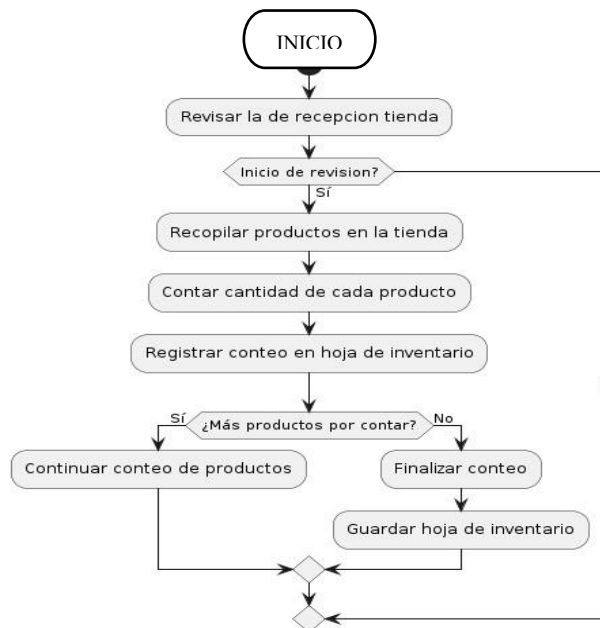 INICIO
Revisar la de recepcion tienda
Inicio de revision?
Sí
Recopilar productos en la tienda
Contar cantidad de cada producto
Registrar conteo en hoja de inventario
Sí
¿Más productos por contar?
No
Continuar conteo de productos
Finalizar conteo
Guardar hoja de inventario